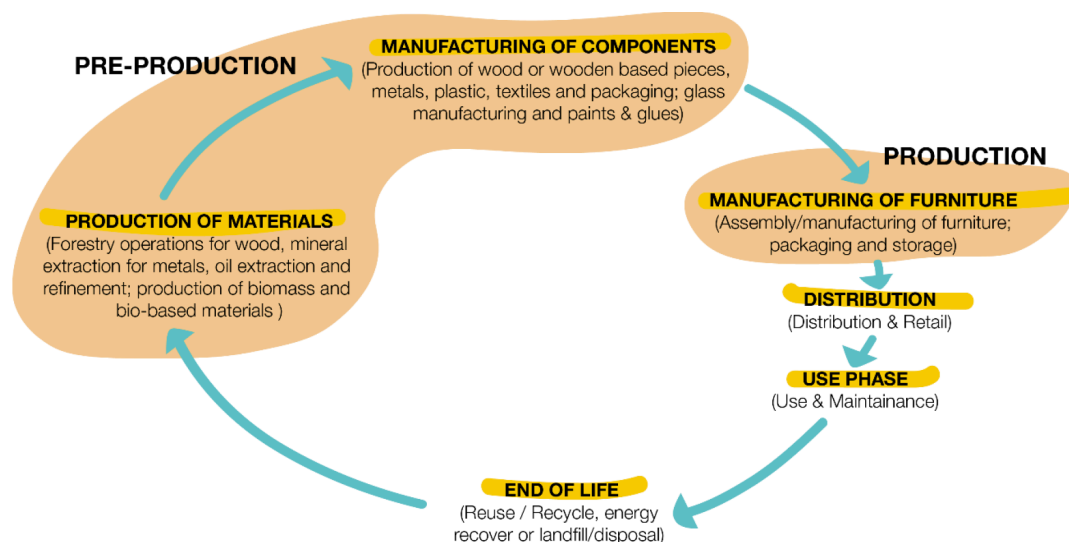 PRE-PRODUCTION
MANUFACTURING OF COMPONENTS
(Production of wood or wooden based pieces,
metals, plastic, textiles and packaging; glass
manufacturing and paints & glues)
PRODUCTION
MANUFACTURING OF FURNITURE
(Assembly/manufacturing of furniture;
packaging and storage)
PRODUCTION OF MATERIALS
(Forestry operations for wood, mineral
extraction for metals, oil extraction and
refinement; production of biomass and
bio-based materials )
DISTRIBUTION
(Distribution & Retail)
USE PHASE
(Use & Maintainance)
END OF LIFE
(Reuse / Recycle, energy
recover or landfill/disposal)